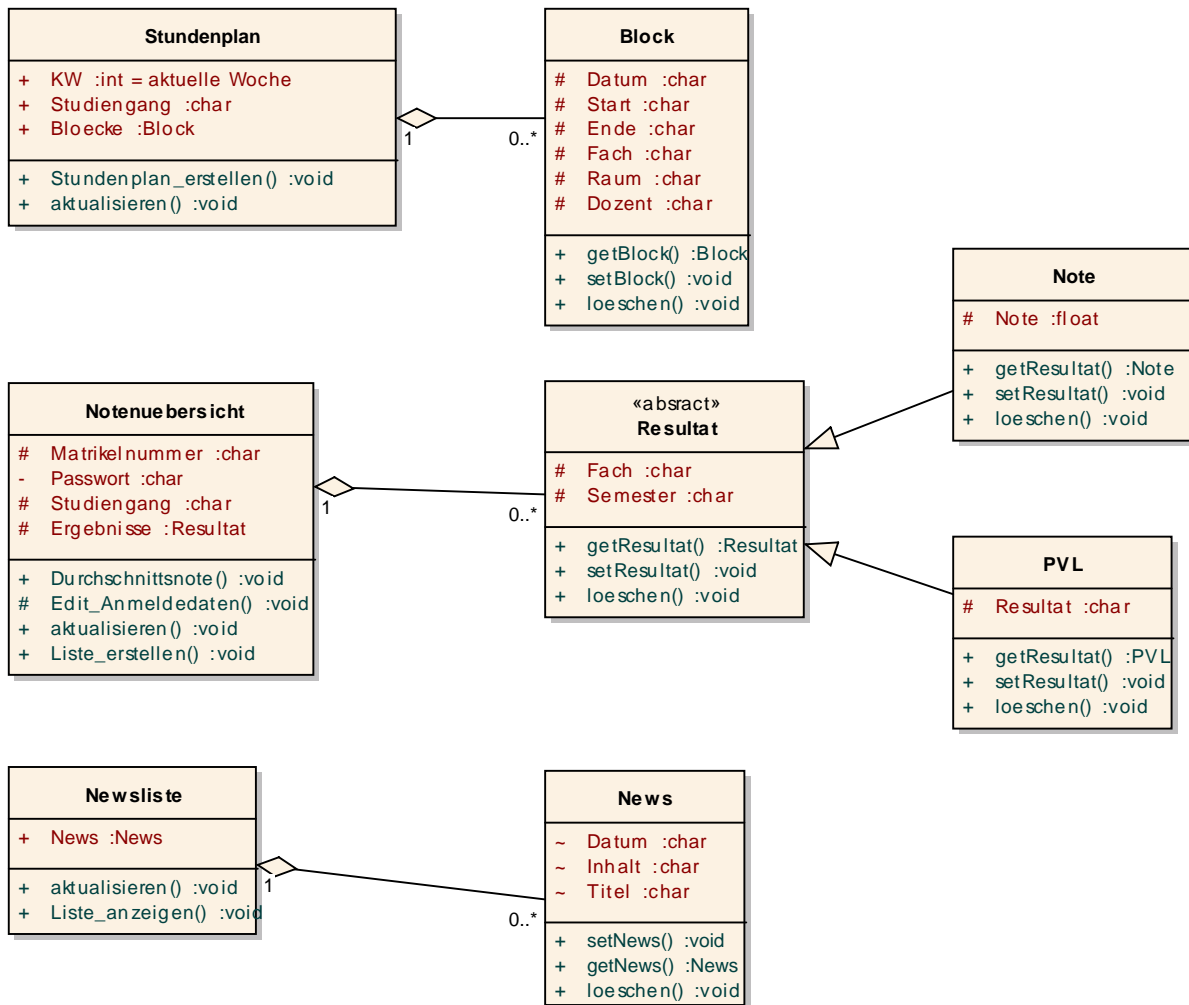 Stundenplan
+ KW :int = aktuelle Woche
+ Studiengang :char
+ Bloecke :Block
+ Stundenplan_erstellen() :void
+ aktualisieren() :void
1
0..*
Block
# Datum :char
# Start :char
# Ende :char
# Fach :char
# Raum :char
# Dozent :char
+ getBlock() :Block
+ setBlock() :void
+ loeschen() :void
Notenuebersicht
# Matrikelnummer :char
- Passwort :char
# Studiengang :char
# Ergebnisse :Resultat
+ Durchschnittsnote() :void
# Edit_Anmeldedaten() :void
+ aktualisieren() :void
+ Liste_erstellen() :void
1
0..*
«absract»
Resultat
# Fach :char
# Semester :char
+ getResultat() :Resultat
+ setResultat() :void
+ loeschen() :void
Note
# Note :float
+ getResultat() :Note
+ setResultat() :void
+ loeschen() :void
PVL
# Resultat :char
+ getResultat() :PVL
+ setResultat() :void
+ loeschen() :void
Newsliste
+ News :News
+ aktualisieren() :void
+ Liste_anzeigen() :void
1
0..*
News
~ Datum :char
~ Inhalt :char
~ Titel :char
+ setNews() :void
+ getNews() :News
+ loeschen() :void